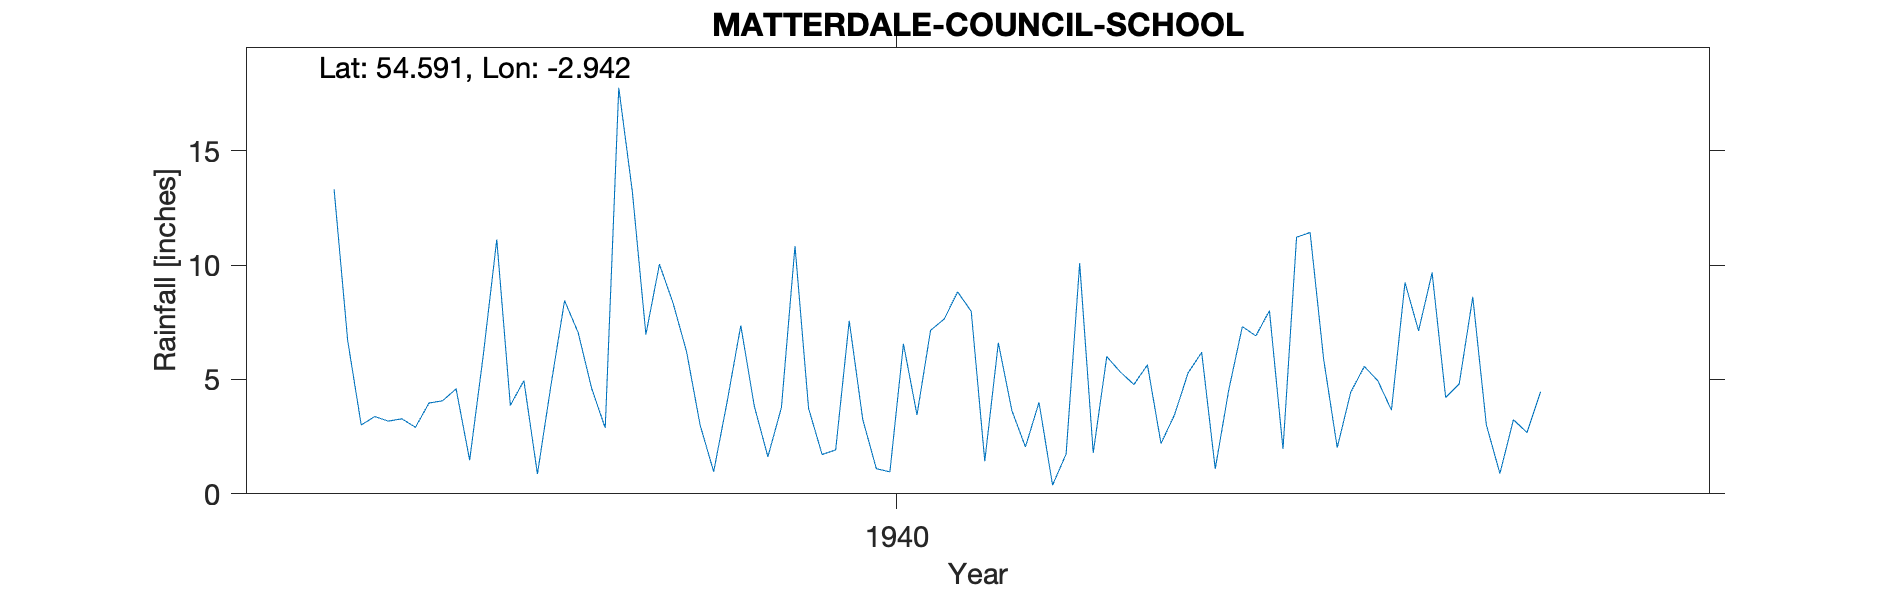 MATTERDALE-COUNCIL-SCHOOL
Lat: 54.591, Lon: -2.942
15
10
5
0
Rainfall [inches]
1940
Year